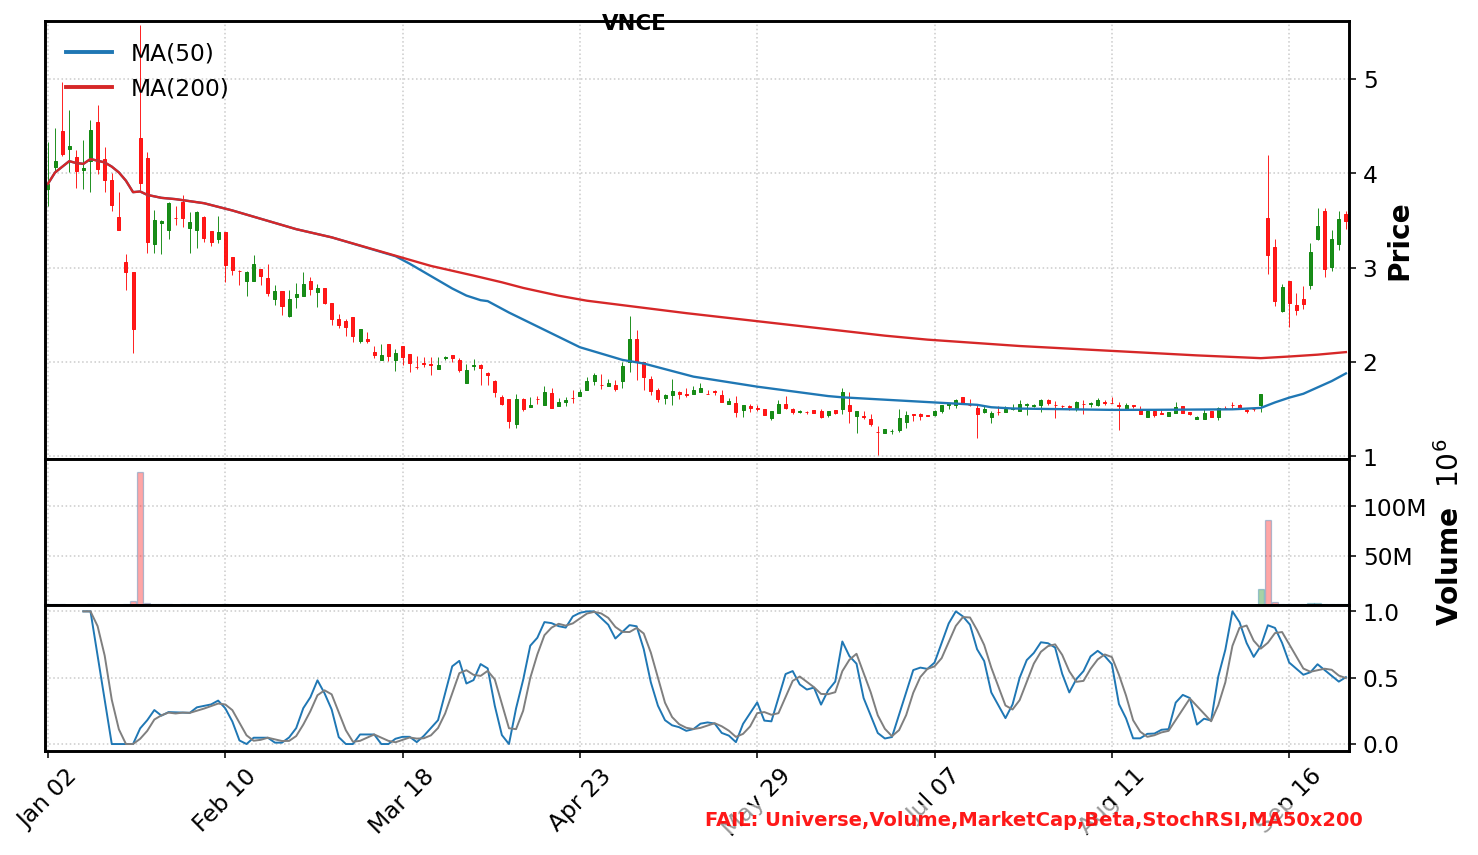 VNCE
MA(50)
MA(200)
5
4
3
2
1
Price
100M
50M
Volume 10⁶
1.0
0.5
0.0
Jan 02
Feb 10
Mar 18
Apr 23
May 29
Jul 07
Aug 11
Sep 16
FAIL: Universe,Volume,MarketCap,Beta,StochRSI,MA50x200